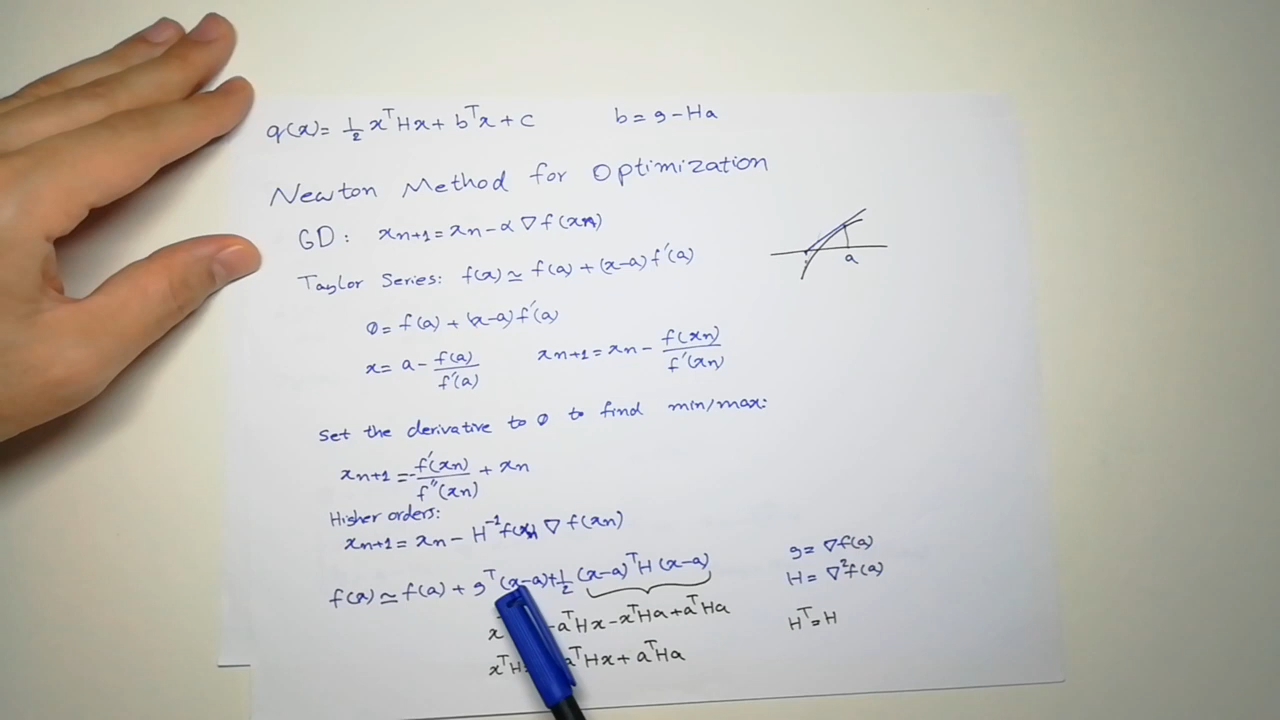 q(x) = 1/2 xᵀHx + bᵀx + c    b = g - Ha
Newton Method for Optimization
GD: xn+1 = xn - α ∇f(xn)
Taylor Series: f(x) ≃ f(a) + (x-a) f'(a)
a
0 = f(a) + (x-a) f'(a)
x = a - f(a)/f'(a)    xn+1 = xn - f(xn)/f'(xn)
Set the derivative to 0 to find min/max:
xn+1 = - f'(xn)/f''(xn) + xn
Higher orders:
xn+1 = xn - H⁻¹f(xn) ∇f(xn)
f(x) ≃ f(a) + gᵀ(x-a) + 1/2 (x-a)ᵀH(x-a)    g = ∇f(a)
H = ∇²f(a)
- aᵀHx - xᵀHa + aᵀHa    Hᵀ = H
xᵀH aᵀHx + aᵀHa